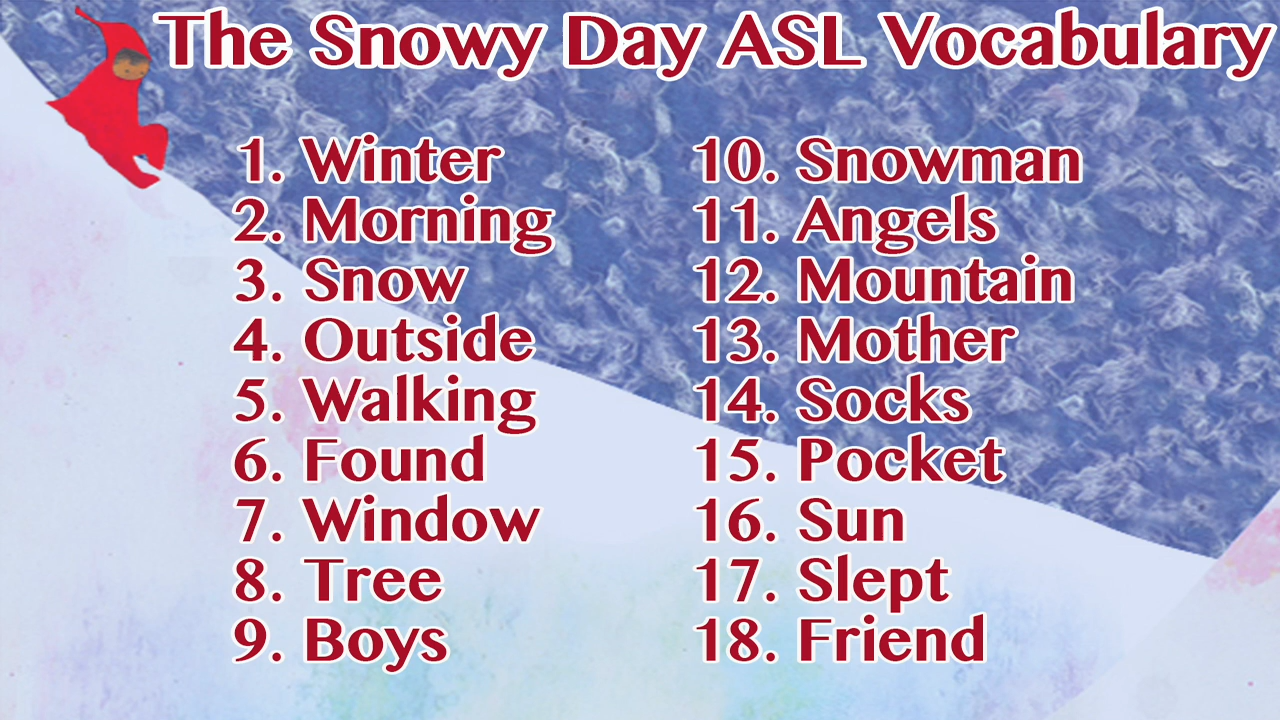 The Snowy Day ASL Vocabulary
1. Winter
2. Morning
3. Snow
4. Outside
5. Walking
6. Found
7. Window
8. Tree
9. Boys
10. Snowman
11. Angels
12. Mountain
13. Mother
14. Socks
15. Pocket
16. Sun
17. Slept
18. Friend